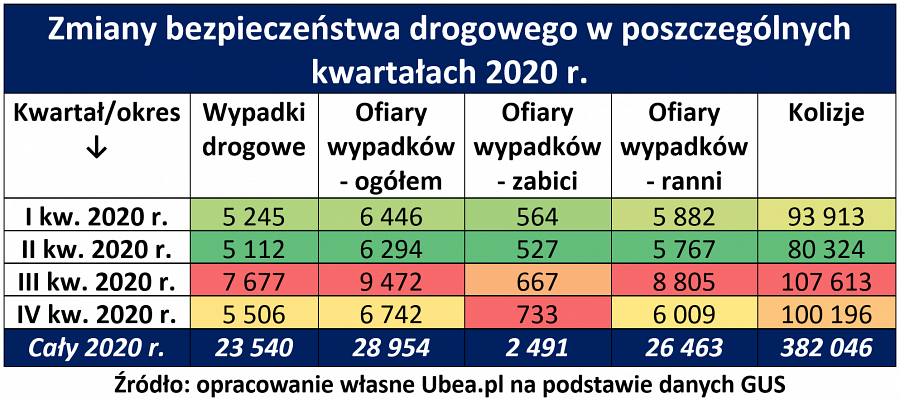 Zmiany bezpieczeństwa drogowego w poszczególnych
kwartałach 2020 r.
Kwartał/okres ↓ Wypadki drogowe Ofiary wypadków - ogółem Ofiary wypadków - zabici Ofiary wypadków - ranni Kolizje
I kw. 2020 r. 5 245 6 446 564 5 882 93 913
II kw. 2020 r. 5 112 6 294 527 5 767 80 324
III kw. 2020 r. 7 677 9 472 667 8 805 107 613
IV kw. 2020 r. 5 506 6 742 733 6 009 100 196
Cały 2020 r. 23 540 28 954 2 491 26 463 382 046
Źródło: opracowanie własne Ubea.pl na podstawie danych GUS